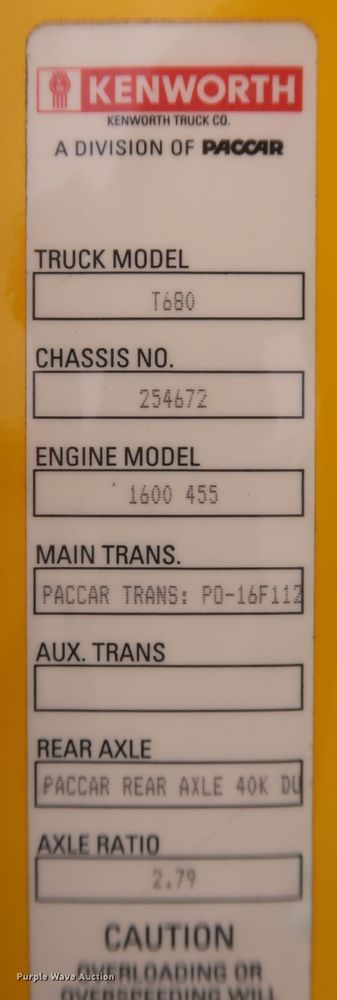 KENWORTH
KENWORTH TRUCK CO.
A DIVISION OF PACCAR
TRUCK MODEL
T680
CHASSIS NO.
254672
ENGINE MODEL
1600 455
MAIN TRANS.
PACCAR TRANS: PO-16F112
AUX. TRANS
REAR AXLE
PACCAR REAR AXLE 40K DU
AXLE RATIO
2.79
CAUTION
OVERLOADING OR
OVERSPEEDING WILL
Purple Wave Auction